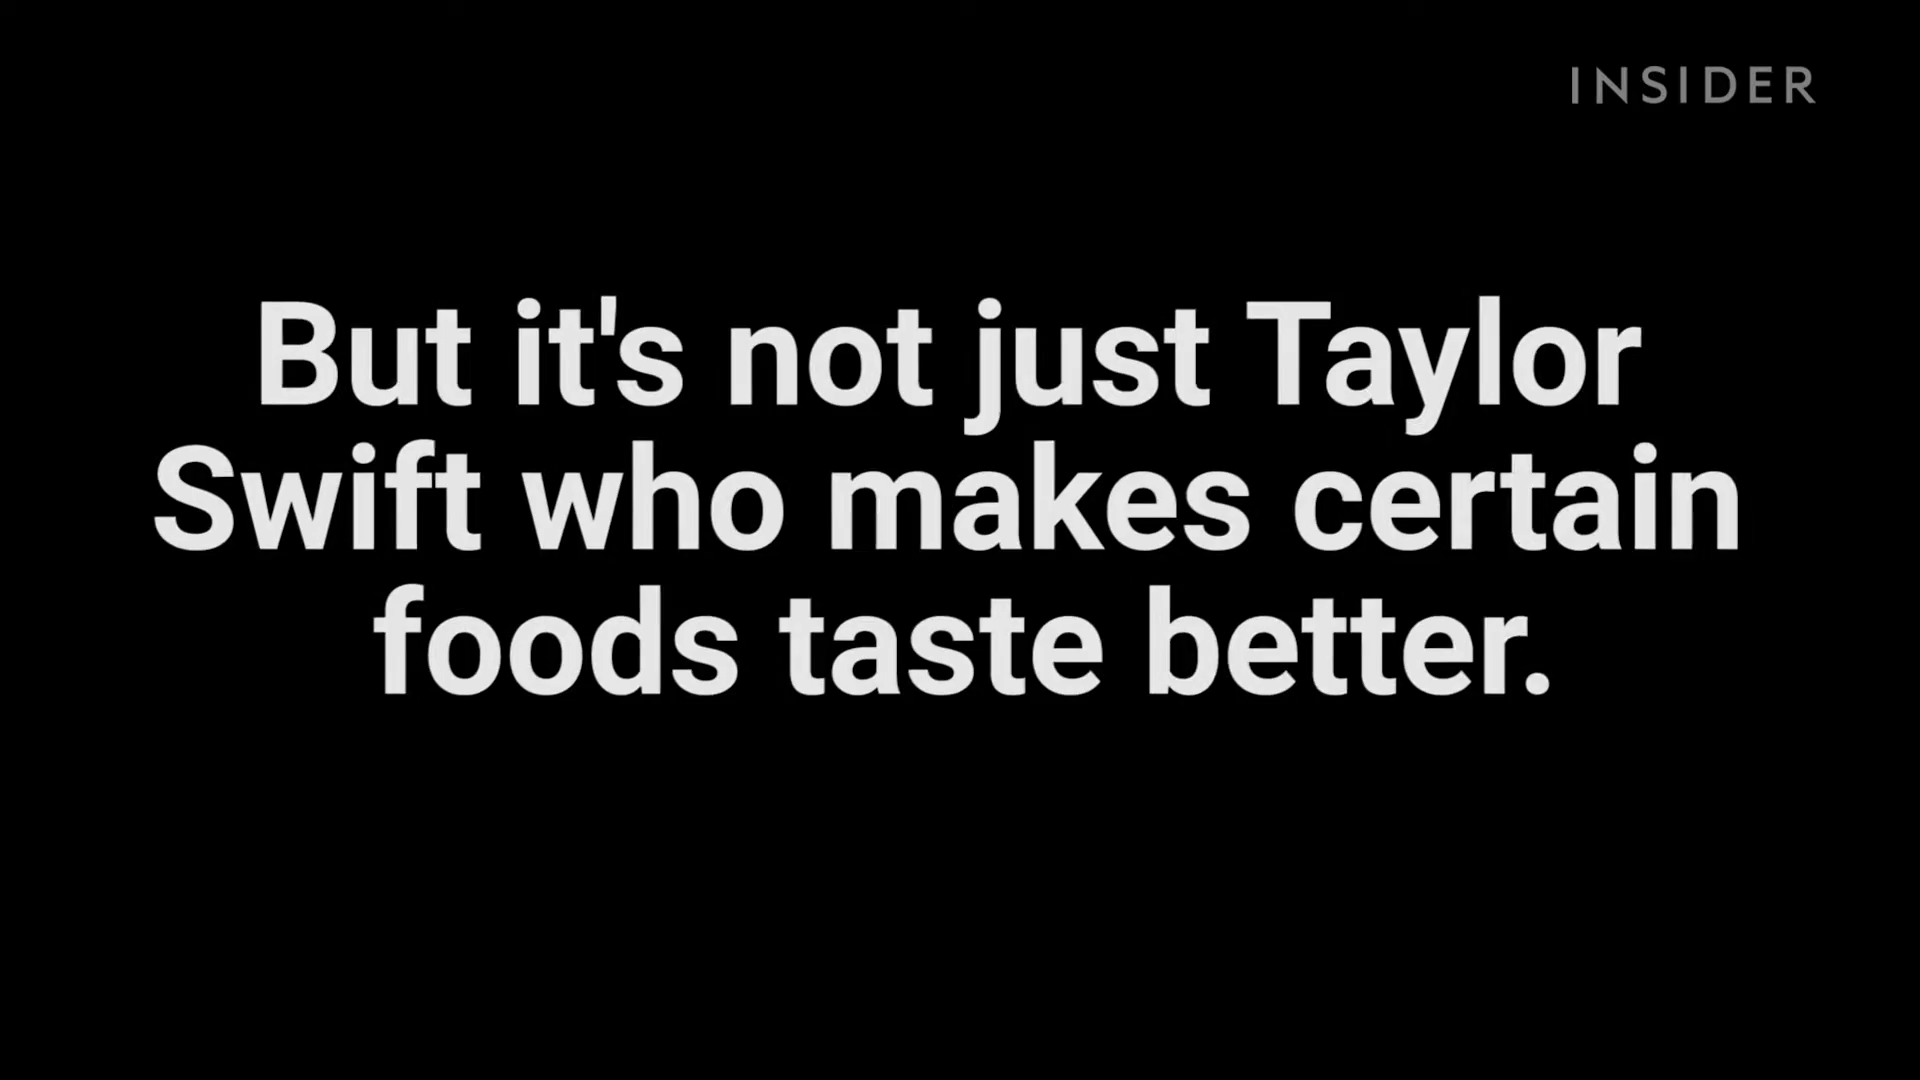 INSIDER
But it's not just Taylor
Swift who makes certain
foods taste better.